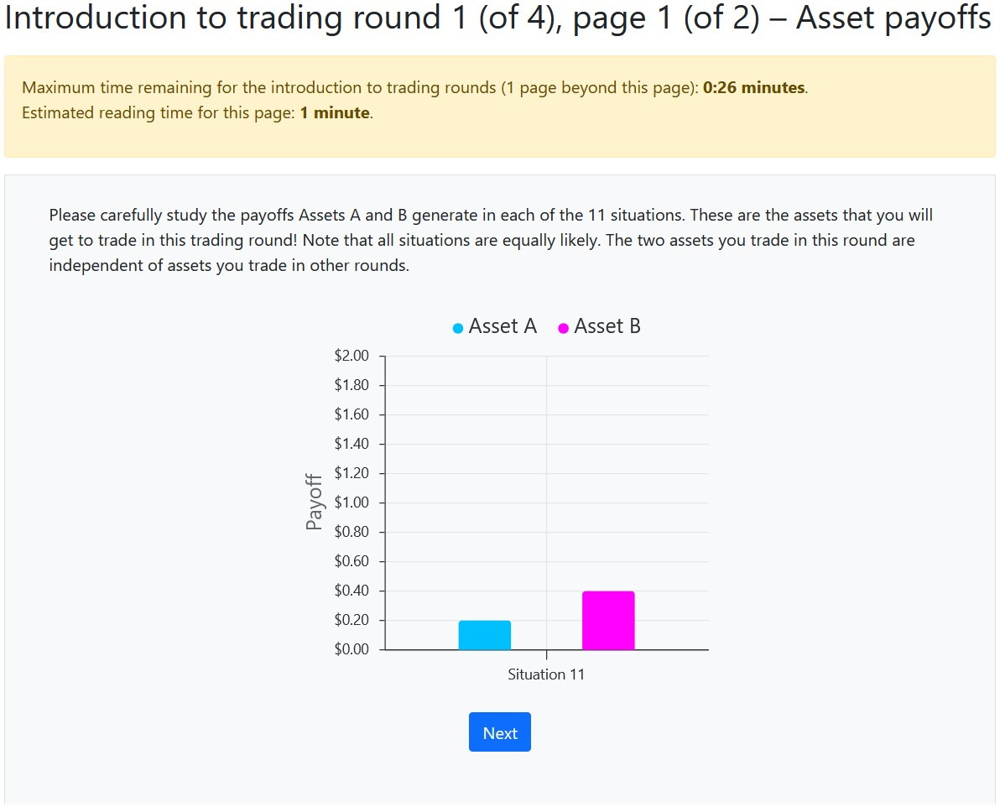 Introduction to trading round 1 (of 4), page 1 (of 2) – Asset payoffs
Maximum time remaining for the introduction to trading rounds (1 page beyond this page): 0:26 minutes.
Estimated reading time for this page: 1 minute.
Please carefully study the payoffs Assets A and B generate in each of the 11 situations. These are the assets that you will
get to trade in this trading round! Note that all situations are equally likely. The two assets you trade in this round are
independent of assets you trade in other rounds.
Asset A Asset B
$2.00
$1.80
$1.60
$1.40
$1.20
$1.00
$0.80
$0.60
$0.40
$0.20
$0.00
Payoff
Situation 11
Next